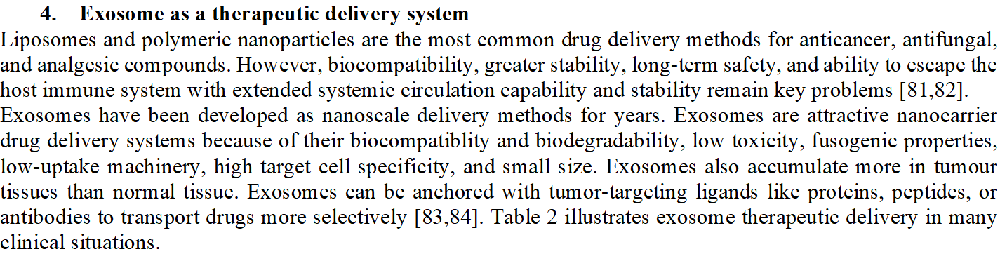 4. Exosome as a therapeutic delivery system
Liposomes and polymeric nanoparticles are the most common drug delivery methods for anticancer, antifungal,
and analgesic compounds. However, biocompatibility, greater stability, long-term safety, and ability to escape the
host immune system with extended systemic circulation capability and stability remain key problems [81,82].
Exosomes have been developed as nanoscale delivery methods for years. Exosomes are attractive nanocarrier
drug delivery systems because of their biocompatiblity and biodegradability, low toxicity, fusogenic properties,
low-uptake machinery, high target cell specificity, and small size. Exosomes also accumulate more in tumour
tissues than normal tissue. Exosomes can be anchored with tumor-targeting ligands like proteins, peptides, or
antibodies to transport drugs more selectively [83,84]. Table 2 illustrates exosome therapeutic delivery in many
clinical situations.